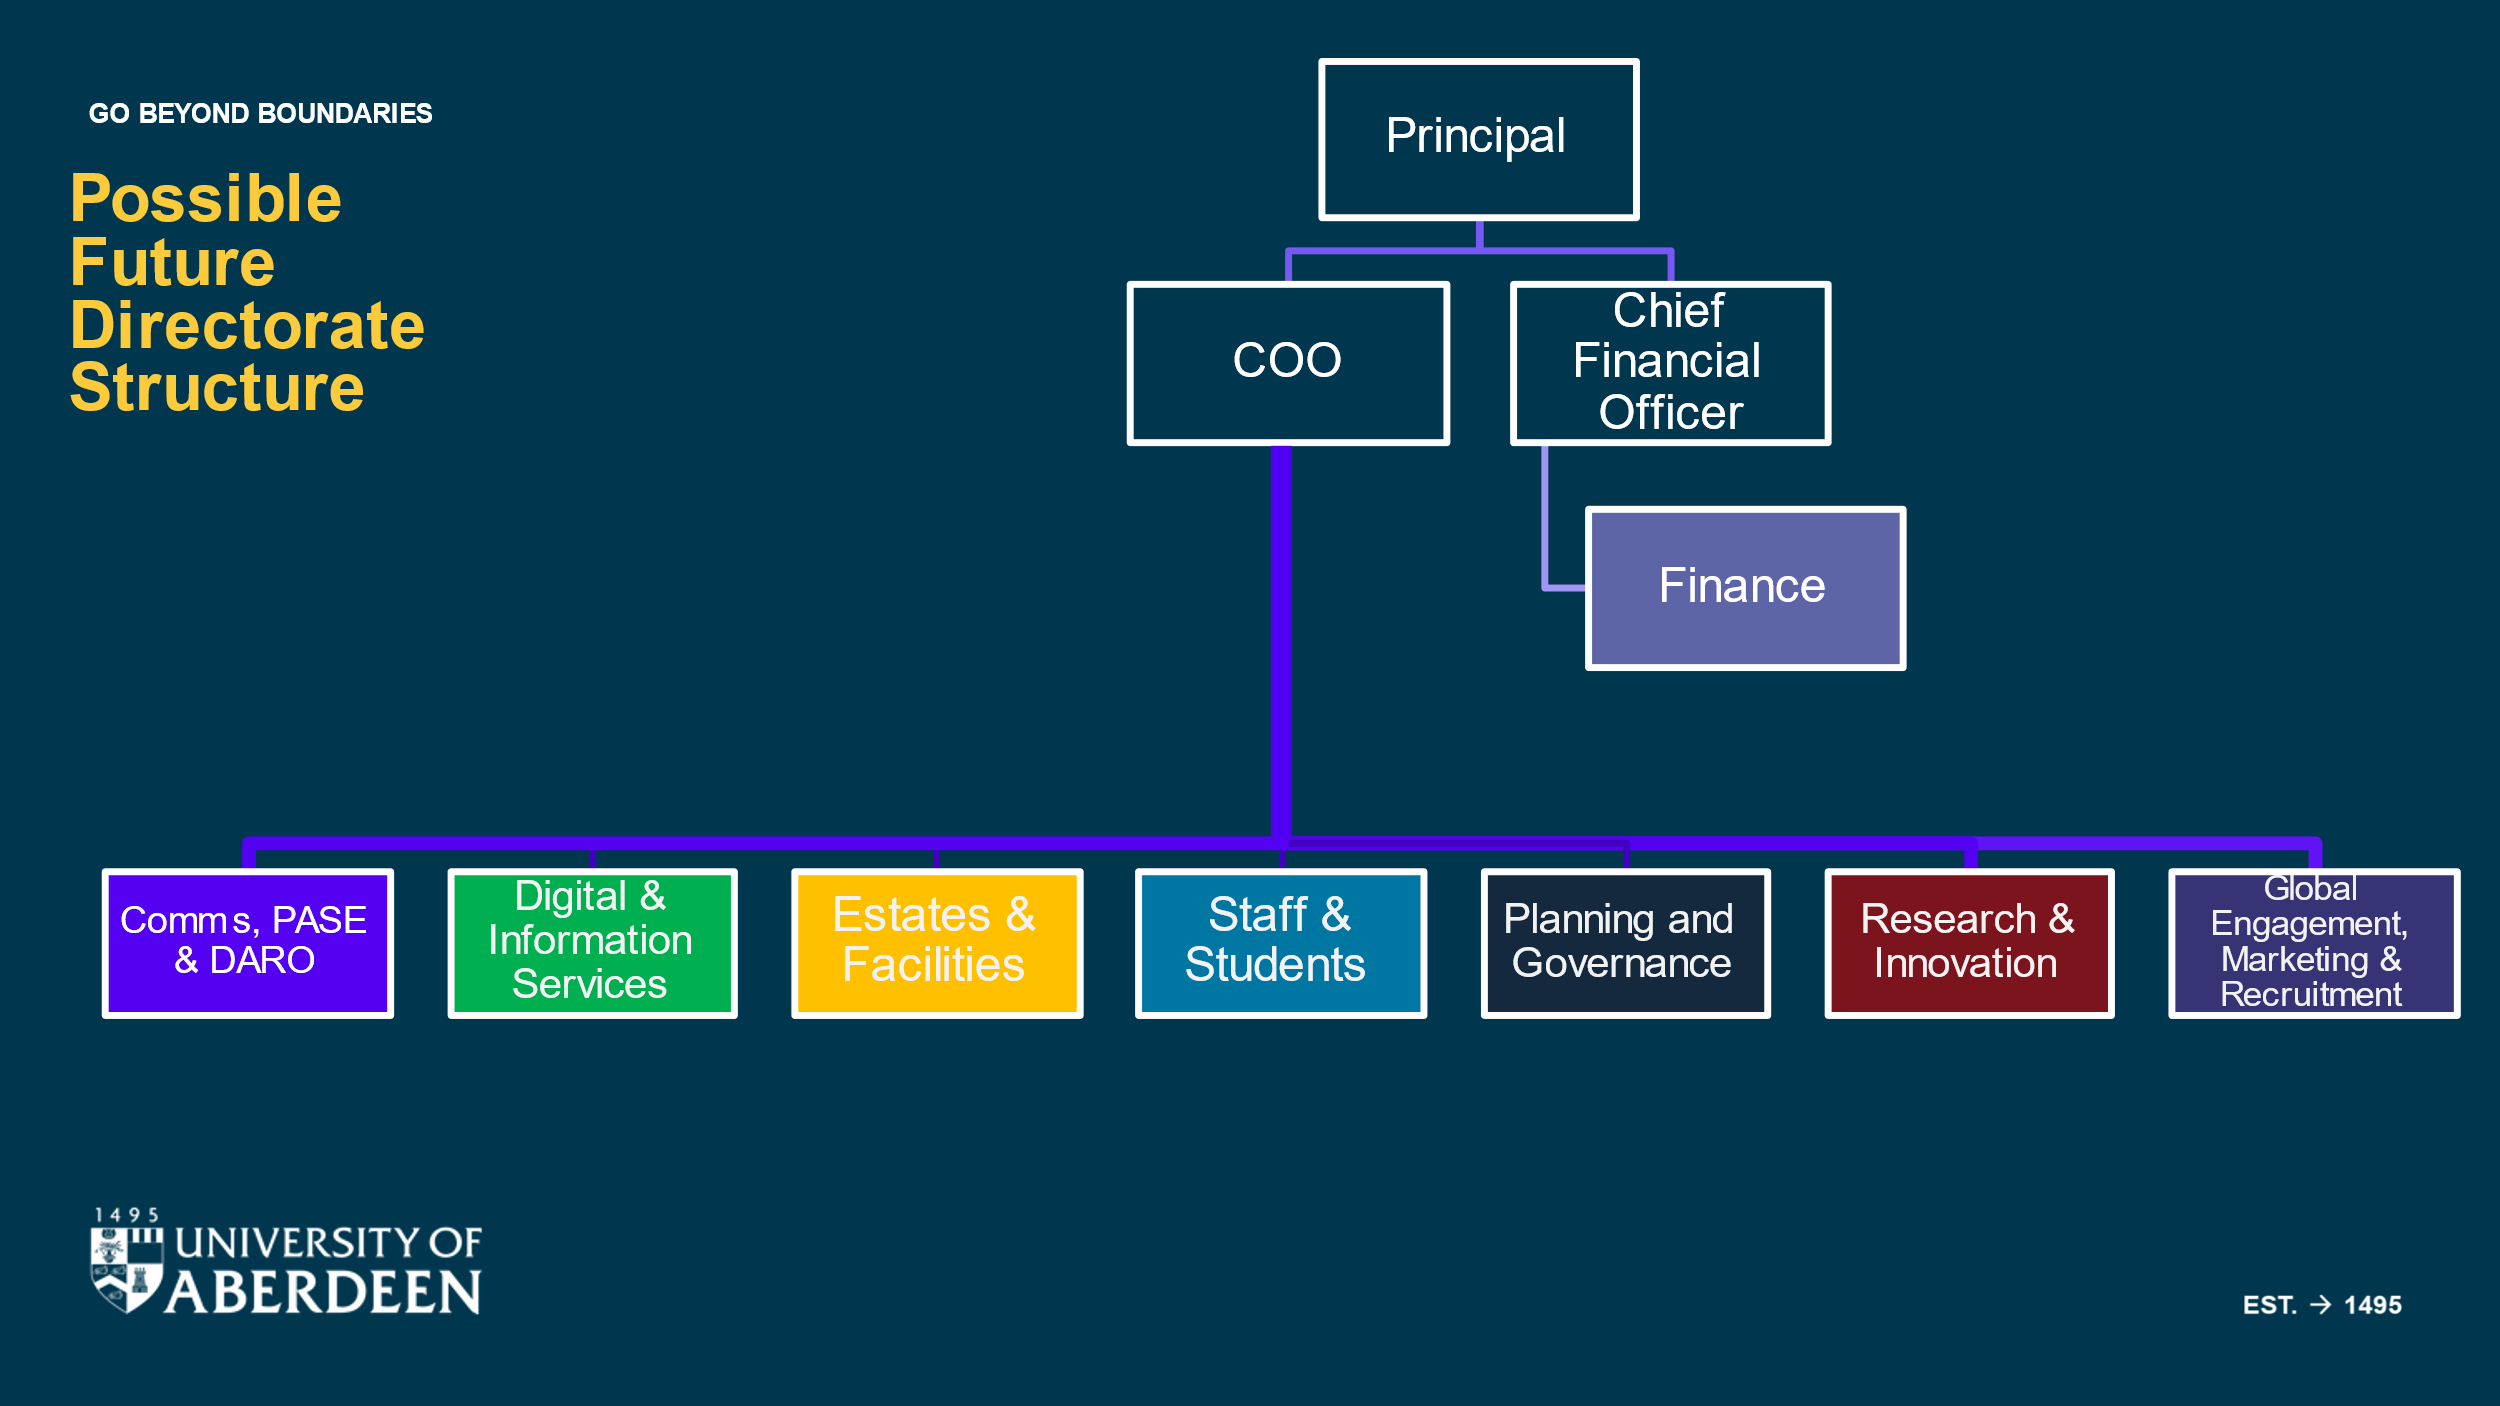 GO BEYOND BOUNDARIES
Possible
Future
Directorate
Structure
Principal
COO
Chief
Financial
Officer
Finance
Comms, PASE
& DARO
Digital &
Information
Services
Estates &
Facilities
Staff &
Students
Planning and
Governance
Research &
Innovation
Global
Engagement,
Marketing &
Recruitment
1495
UNIVERSITY OF
ABERDEEN
EST. → 1495